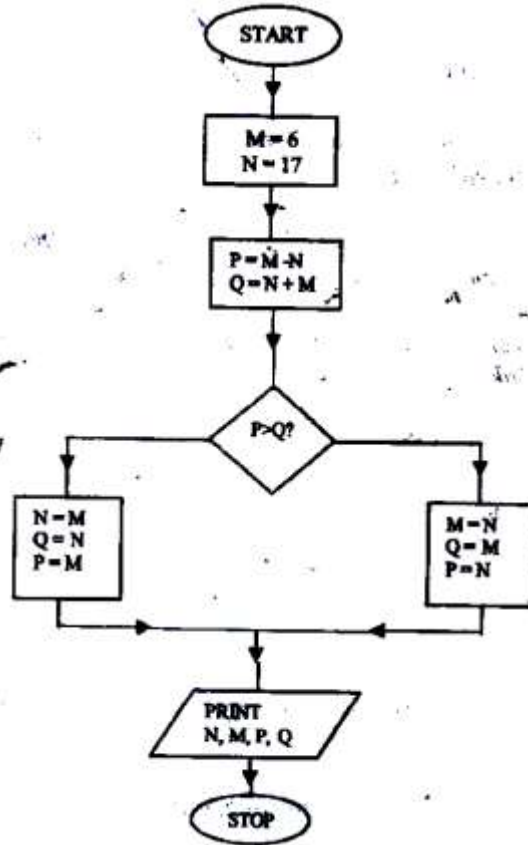 START
M = 6
N = 17
P = M - N
Q = N + M
P>Q?
N = M
Q = N
P = M
M = N
Q = M
P = N
PRINT
N, M, P, Q
STOP